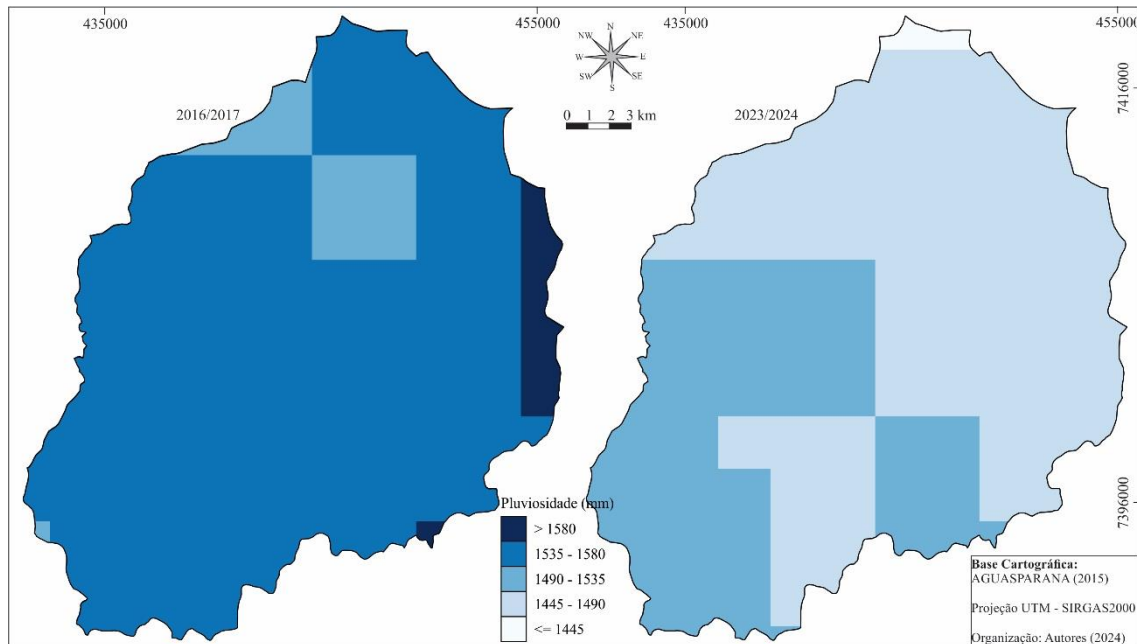 435000
455000
435000
455000
N
NW
NE
W
E
SW
SE
S
7416000
2016/2017
0 1 2 3 km
2023/2024
7396000
Pluviosidade (mm)
> 1580
1535 - 1580
1490 - 1535
1445 - 1490
<= 1445
Base Cartográfica:
AGUASPARANA (2015)
Projeção UTM - SIRGAS2000
Organização: Autores (2024)